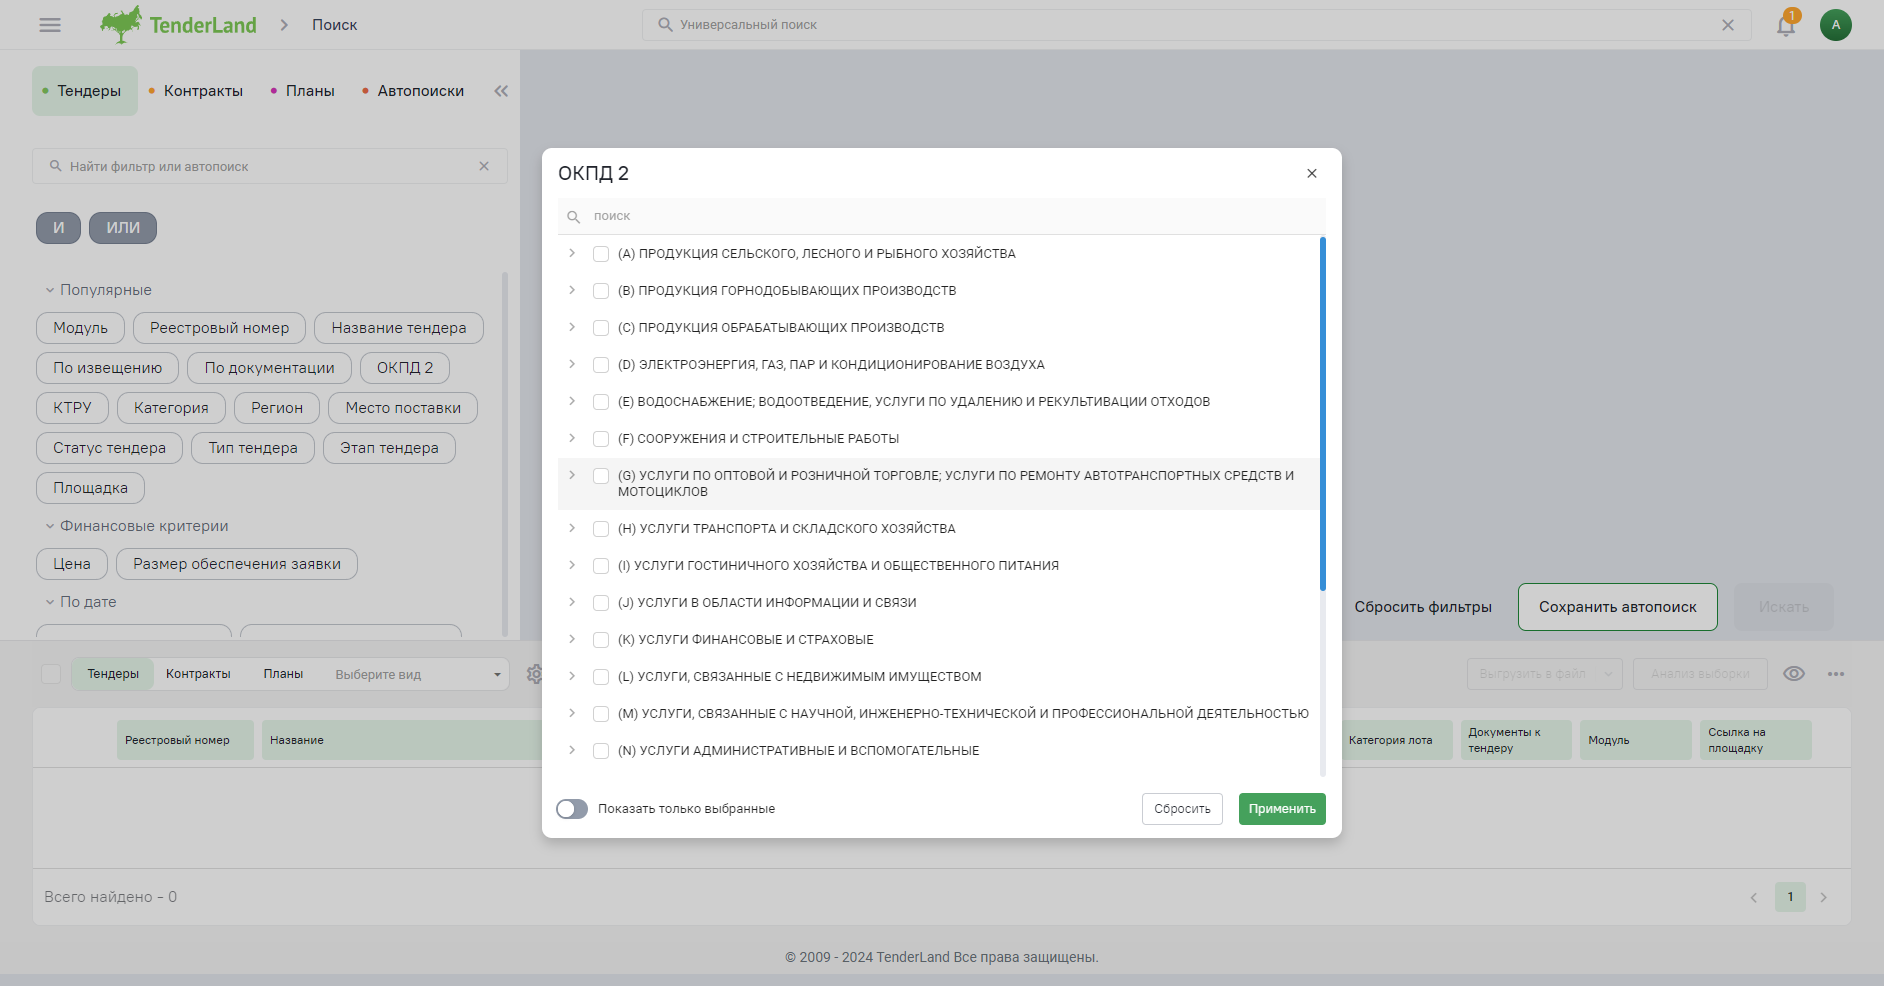 TenderLand
Поиск
Универсальный поиск
1
А
Тендеры
Контракты
Планы
Автопоиски
Найти фильтр или автопоиск
И
ИЛИ
Популярные
Модуль
Реестровый номер
Название тендера
По извещению
По документации
ОКПД 2
КТРУ
Категория
Регион
Место поставки
Статус тендера
Тип тендера
Этап тендера
Площадка
Финансовые критерии
Цена
Размер обеспечения заявки
По дате
ОКПД 2
поиск
(A) ПРОДУКЦИЯ СЕЛЬСКОГО, ЛЕСНОГО И РЫБНОГО ХОЗЯЙСТВА
(B) ПРОДУКЦИЯ ГОРНОДОБЫВАЮЩИХ ПРОИЗВОДСТВ
(C) ПРОДУКЦИЯ ОБРАБАТЫВАЮЩИХ ПРОИЗВОДСТВ
(D) ЭЛЕКТРОЭНЕРГИЯ, ГАЗ, ПАР И КОНДИЦИОНИРОВАНИЕ ВОЗДУХА
(E) ВОДОСНАБЖЕНИЕ; ВОДООТВЕДЕНИЕ, УСЛУГИ ПО УДАЛЕНИЮ И РЕКУЛЬТИВАЦИИ ОТХОДОВ
(F) СООРУЖЕНИЯ И СТРОИТЕЛЬНЫЕ РАБОТЫ
(G) УСЛУГИ ПО ОПТОВОЙ И РОЗНИЧНОЙ ТОРГОВЛЕ; УСЛУГИ ПО РЕМОНТУ АВТОТРАНСПОРТНЫХ СРЕДСТВ И
МОТОЦИКЛОВ
(H) УСЛУГИ ТРАНСПОРТА И СКЛАДСКОГО ХОЗЯЙСТВА
(I) УСЛУГИ ГОСТИНИЧНОГО ХОЗЯЙСТВА И ОБЩЕСТВЕННОГО ПИТАНИЯ
(J) УСЛУГИ В ОБЛАСТИ ИНФОРМАЦИИ И СВЯЗИ
(K) УСЛУГИ ФИНАНСОВЫЕ И СТРАХОВЫЕ
(L) УСЛУГИ, СВЯЗАННЫЕ С НЕДВИЖИМЫМ ИМУЩЕСТВОМ
(M) УСЛУГИ, СВЯЗАННЫЕ С НАУЧНОЙ, ИНЖЕНЕРНО-ТЕХНИЧЕСКОЙ И ПРОФЕССИОНАЛЬНОЙ ДЕЯТЕЛЬНОСТЬЮ
(N) УСЛУГИ АДМИНИСТРАТИВНЫЕ И ВСПОМОГАТЕЛЬНЫЕ
Показать только выбранные
Сбросить
Применить
Сбросить фильтры
Сохранить автопоиск
Искать
Тендеры
Контракты
Планы
Выберите вид
Выгрузить в файл
Анализ выборки
Реестровый номер
Название
Категория лота
Документы к
тендеру
Модуль
Ссылка на
площадку
Всего найдено - 0
1
© 2009 - 2024 TenderLand Все права защищены.